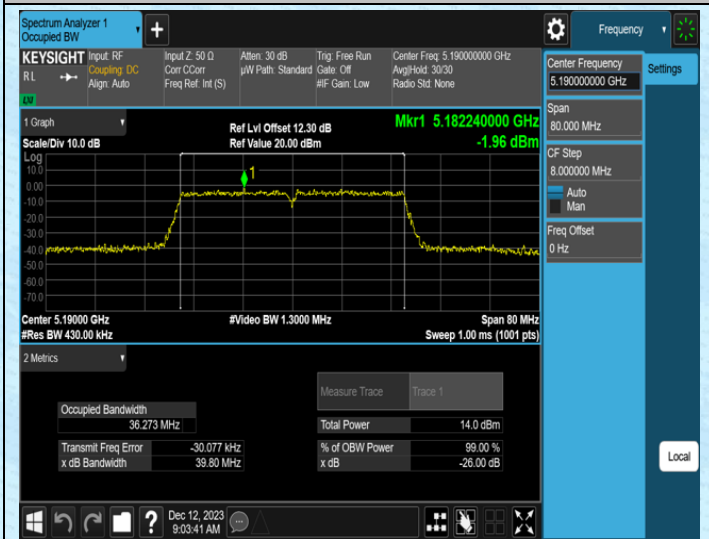 Spectrum Analyzer 1
Occupied BW
+
Frequency
KEYSIGHT
RL
LXI
Input: RF
Coupling: DC
Align: Auto
Input Z: 50 Ω
Corr CCorr
Freq Ref: Int (S)
Atten: 30 dB
µW Path: Standard
Trig: Free Run
Gate: Off
#IF Gain: Low
Center Freq: 5.190000000 GHz
Avg|Hold: 30/30
Radio Std: None
Center Frequency
5.190000000 GHz
Settings
Span
80.000 MHz
CF Step
8.000000 MHz
Auto
Man
Freq Offset
0 Hz
1 Graph
Scale/Div 10.0 dB
Ref Lvl Offset 12.30 dB
Ref Value 20.00 dBm
Mkr1 5.182240000 GHz
-1.96 dBm
Log
10.0
0.00
-10.0
-20.0
-30.0
-40.0
-50.0
-60.0
-70.0
1
Center 5.19000 GHz
#Res BW 430.00 kHz
#Video BW 1.3000 MHz
Span 80 MHz
Sweep 1.00 ms (1001 pts)
2 Metrics
Measure Trace
Trace 1
Occupied Bandwidth
36.273 MHz
Total Power
14.0 dBm
Transmit Freq Error
-30.077 kHz
% of OBW Power
99.00 %
x dB Bandwidth
39.80 MHz
x dB
-26.00 dB
Local
?
Dec 12, 2023
9:03:41 AM